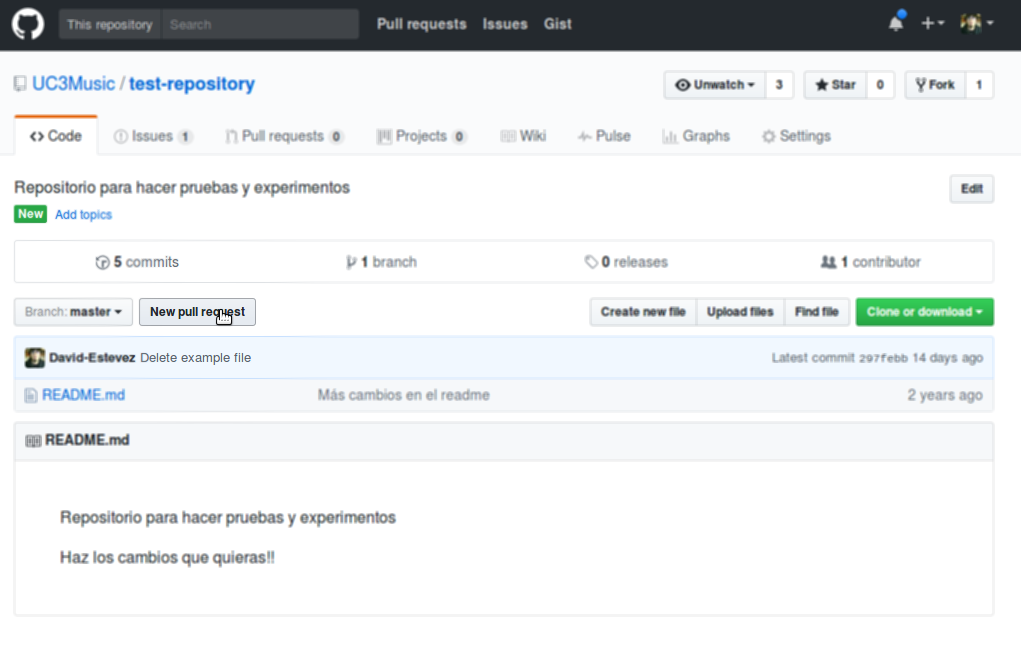 This repository Search Pull requests Issues Gist
UC3Music / test-repository Unwatch 3 Star 0 Fork 1
Code Issues 1 Pull requests 0 Projects 0 Wiki Pulse Graphs Settings
Repositorio para hacer pruebas y experimentos Edit
New Add topics
5 commits 1 branch 0 releases 1 contributor
Branch: master New pull request Create new file Upload files Find file Clone or download
David-Estevez Delete example file Latest commit 297febb 14 days ago
README.md Más cambios en el readme 2 years ago
README.md
Repositorio para hacer pruebas y experimentos
Haz los cambios que quieras!!